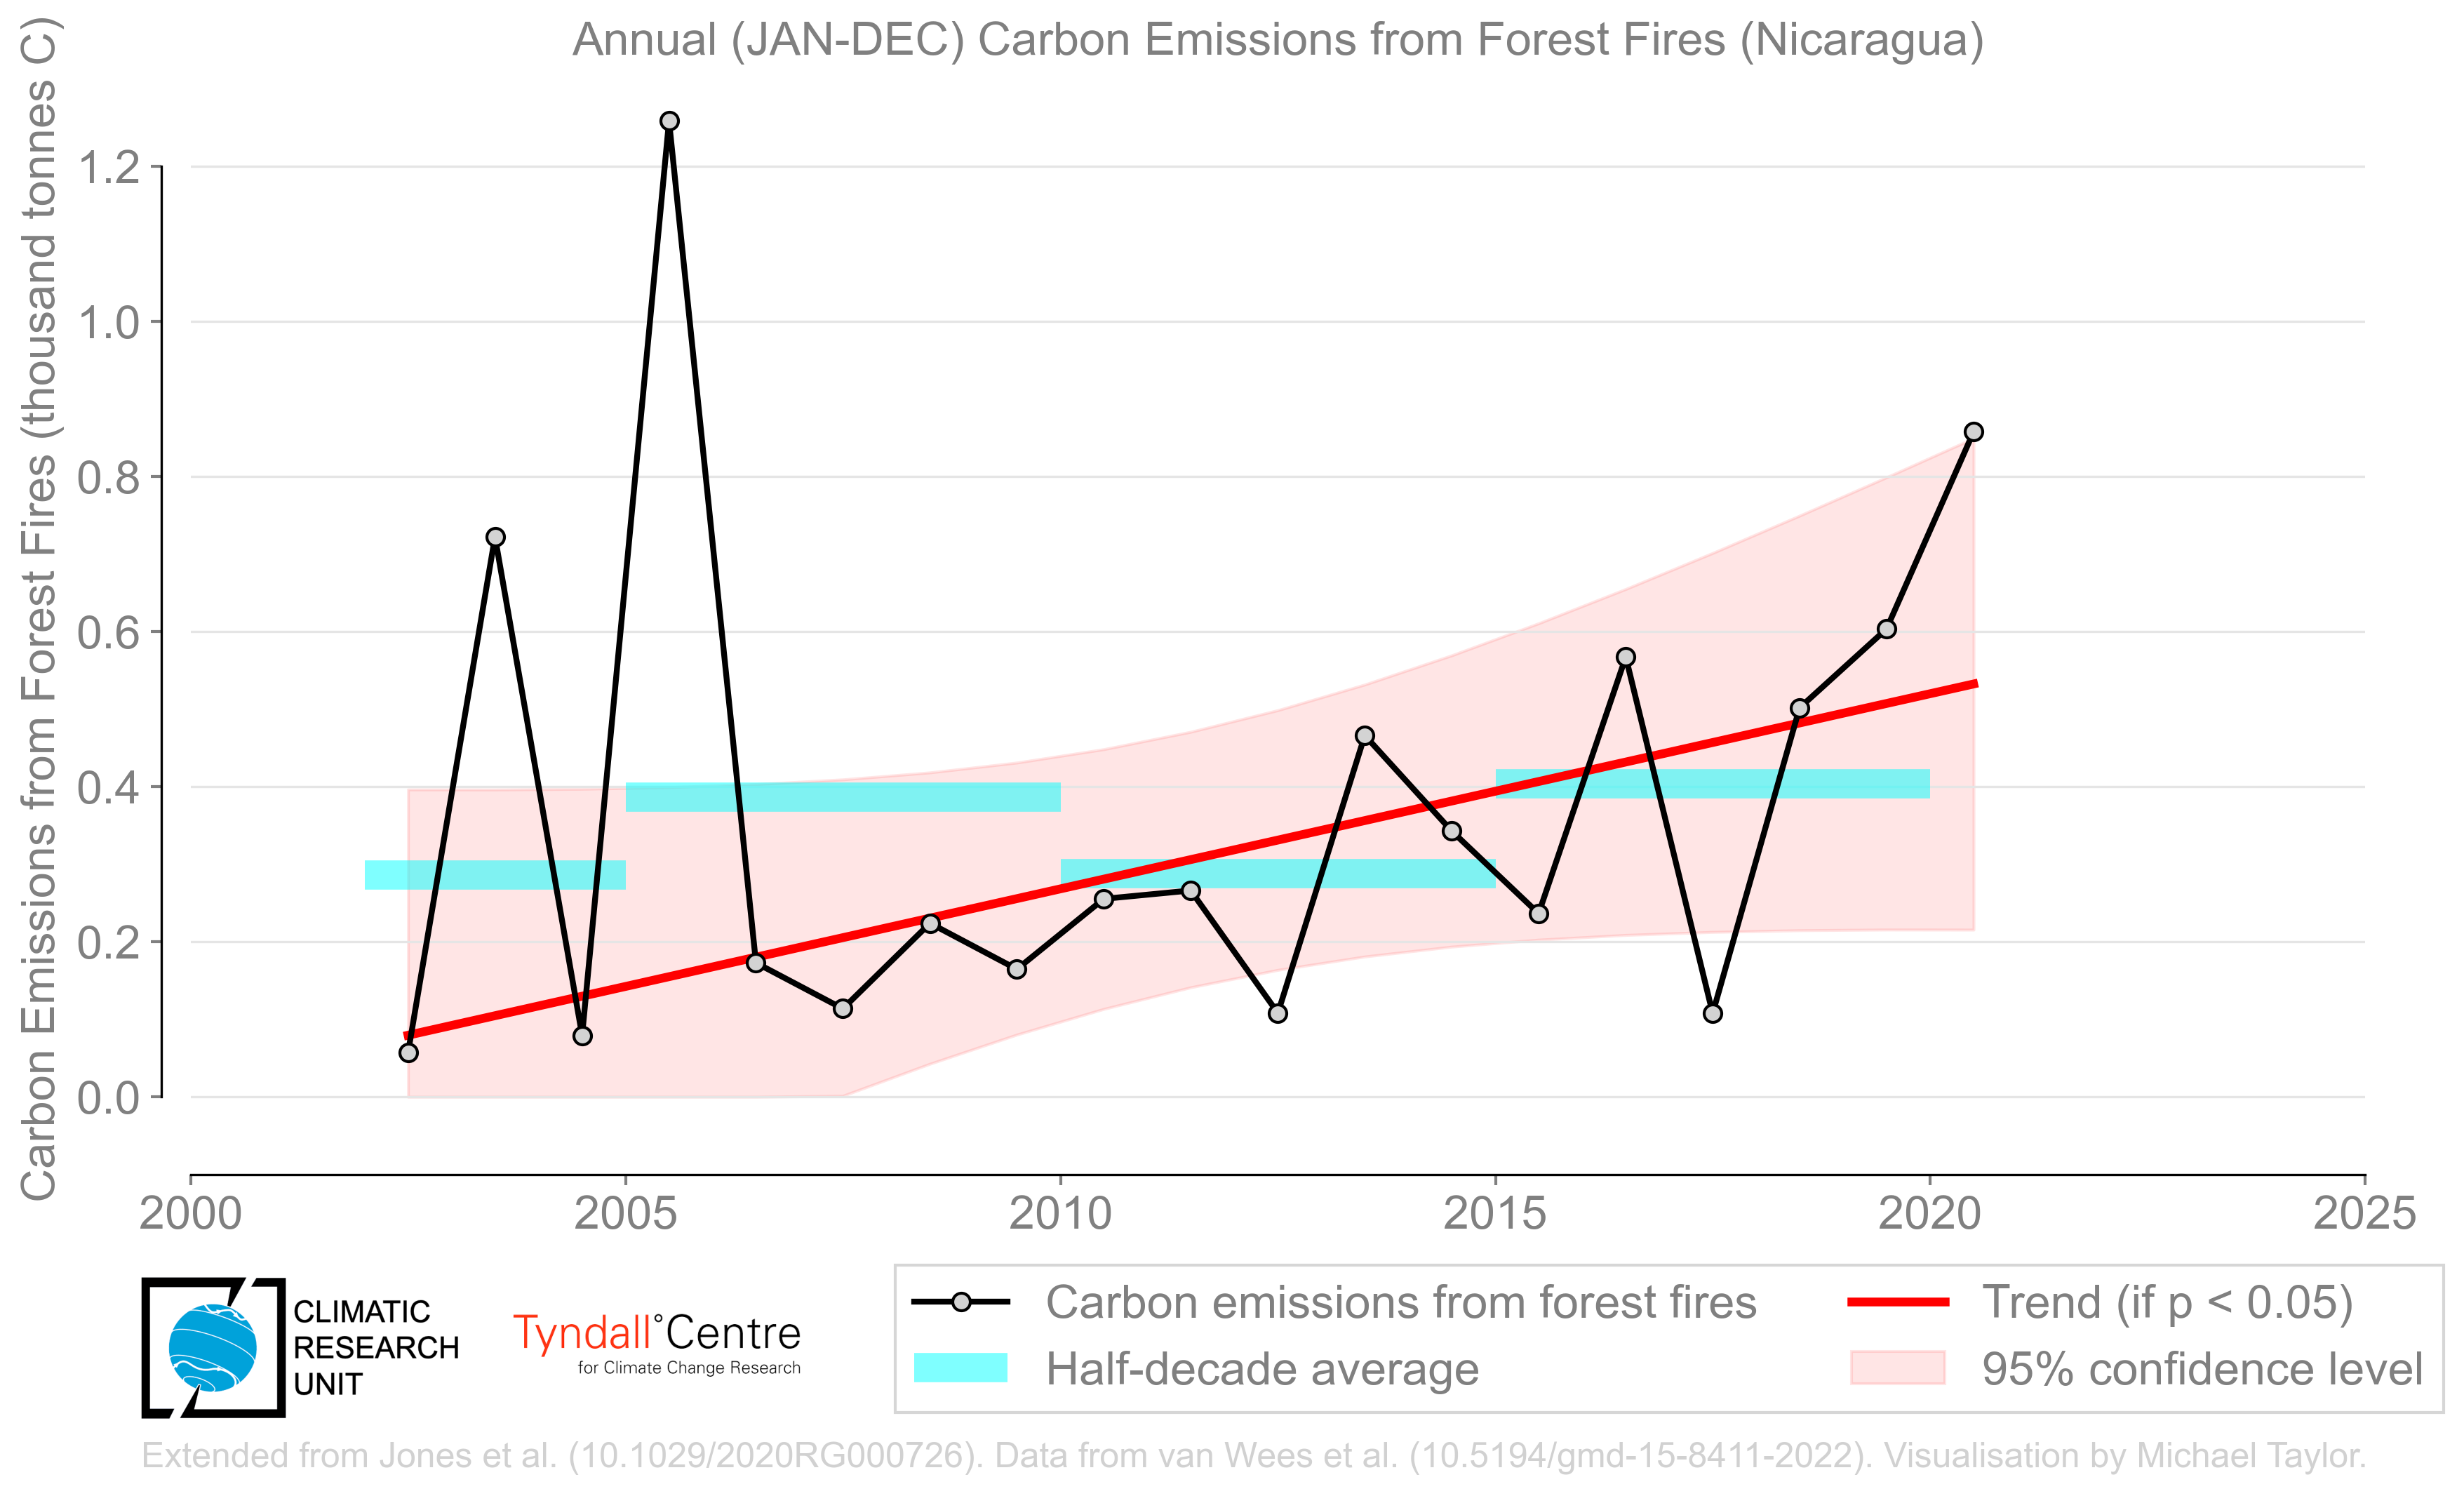 Annual (JAN-DEC) Carbon Emissions from Forest Fires (Nicaragua)
Carbon Emissions from Forest Fires (thousand tonnes C)
1.2
1.0
0.8
0.6
0.4
0.2
0.0
2000 2005 2010 2015 2020 2025
CLIMATIC
RESEARCH
UNIT
Tyndall°Centre
for Climate Change Research
Carbon emissions from forest fires
Half-decade average
Trend (if p < 0.05)
95% confidence level
Extended from Jones et al. (10.1029/2020RG000726). Data from van Wees et al. (10.5194/gmd-15-8411-2022). Visualisation by Michael Taylor.